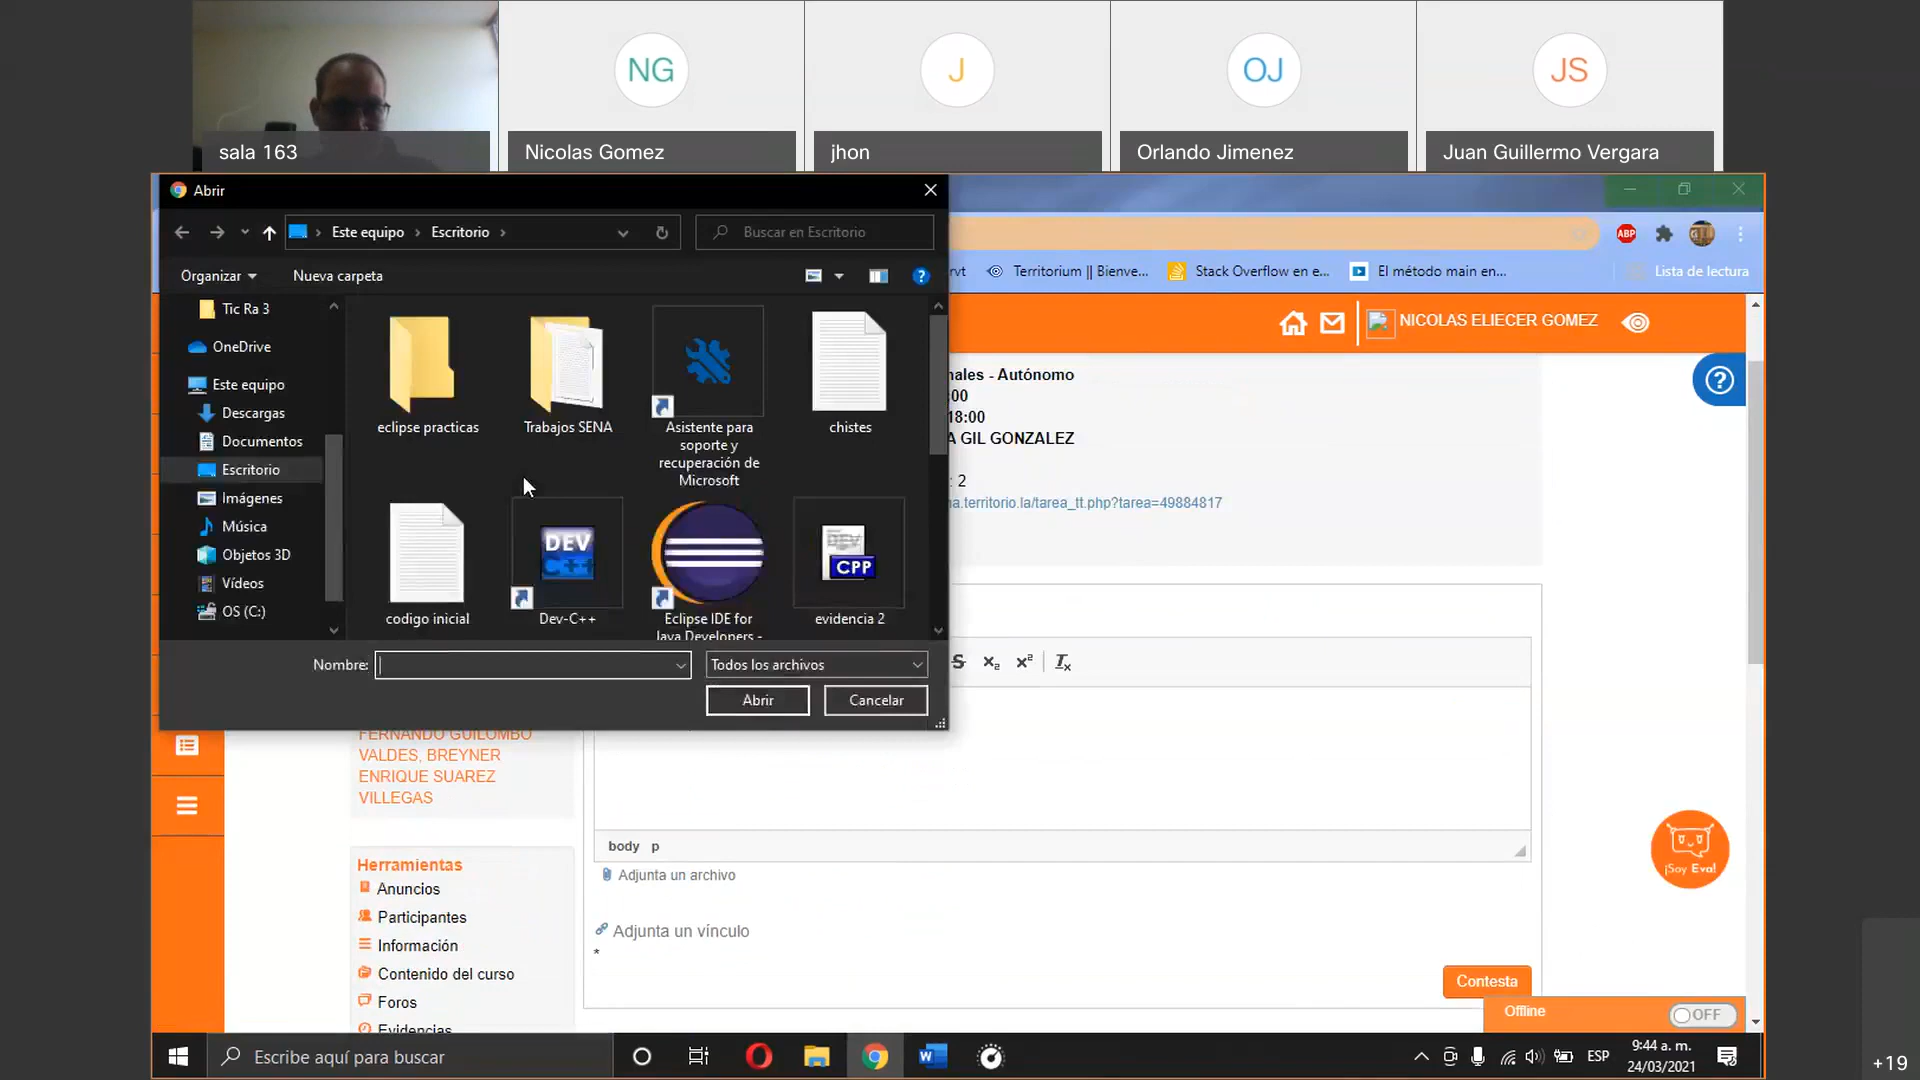 NG
J
OJ
JS
sala 163
Nicolas Gomez
jhon
Orlando Jimenez
Juan Guillermo Vergara
Abrir
Este equipo
Escritorio
Buscar en Escritorio
ABP
Organizar
Nueva carpeta
rvt
Territorium || Bienve...
Stack Overflow en e...
El método main en...
Lista de lectura
Tic Ra 3
OneDrive
Este equipo
Descargas
Documentos
Escritorio
Imágenes
Música
Objetos 3D
Vídeos
OS (C:)
eclipse practicas
Trabajos SENA
Asistente para
soporte y
recuperación de
Microsoft
chistes
codigo inicial
DEV
C++
Dev-C++
Eclipse IDE for
Java Developers -
DEV
CPP
evidencia 2
Nombre:
Todos los archivos
Abrir
Cancelar
NICOLAS ELIECER GOMEZ
nales - Autónomo
:00
18:00
A GIL GONZALEZ
: 2
na.territorio.la/tarea_tt.php?tarea=49884817
FERNANDO GUILOMBO
VALDES, BREYNER
ENRIQUE SUAREZ
VILLEGAS
body p
Adjunta un archivo
Adjunta un vínculo
*
Contesta
¡Soy Eva!
Offline
OFF
Herramientas
Anuncios
Participantes
Información
Contenido del curso
Foros
Evidencias
Escribe aquí para buscar
ESP
9:44 a. m.
24/03/2021
+19